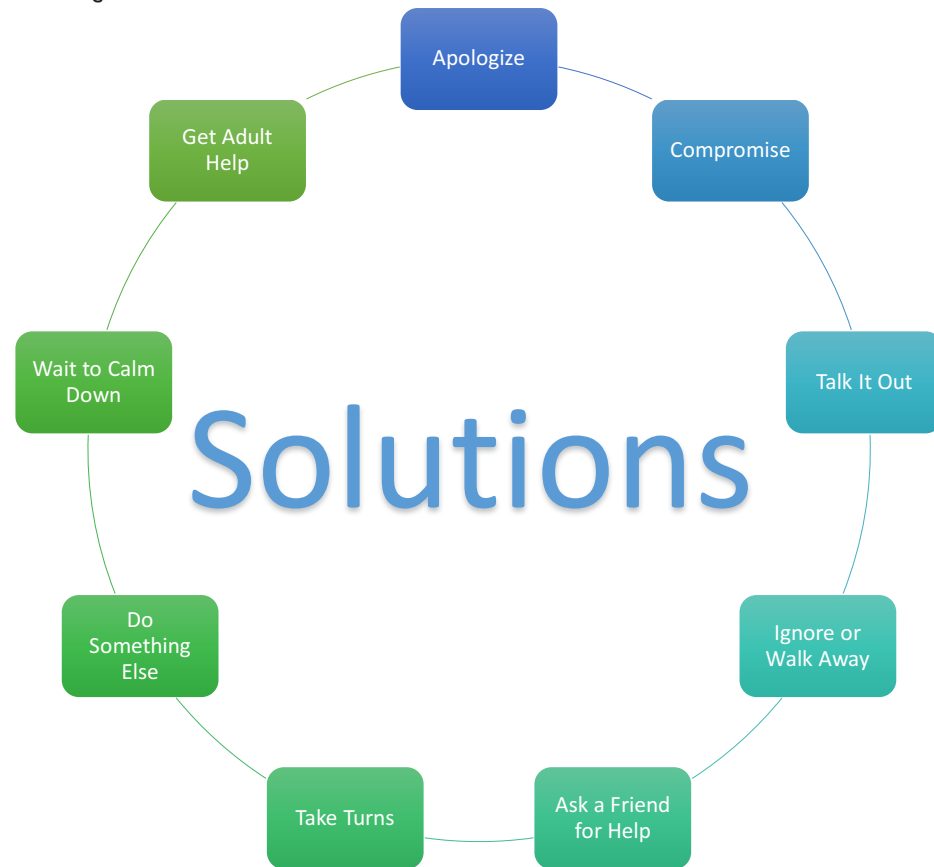 Apologize
Compromise
Talk It Out
Ignore or
Walk Away
Ask a Friend
for Help
Take Turns
Do
Something
Else
Wait to Calm
Down
Get Adult
Help
Solutions